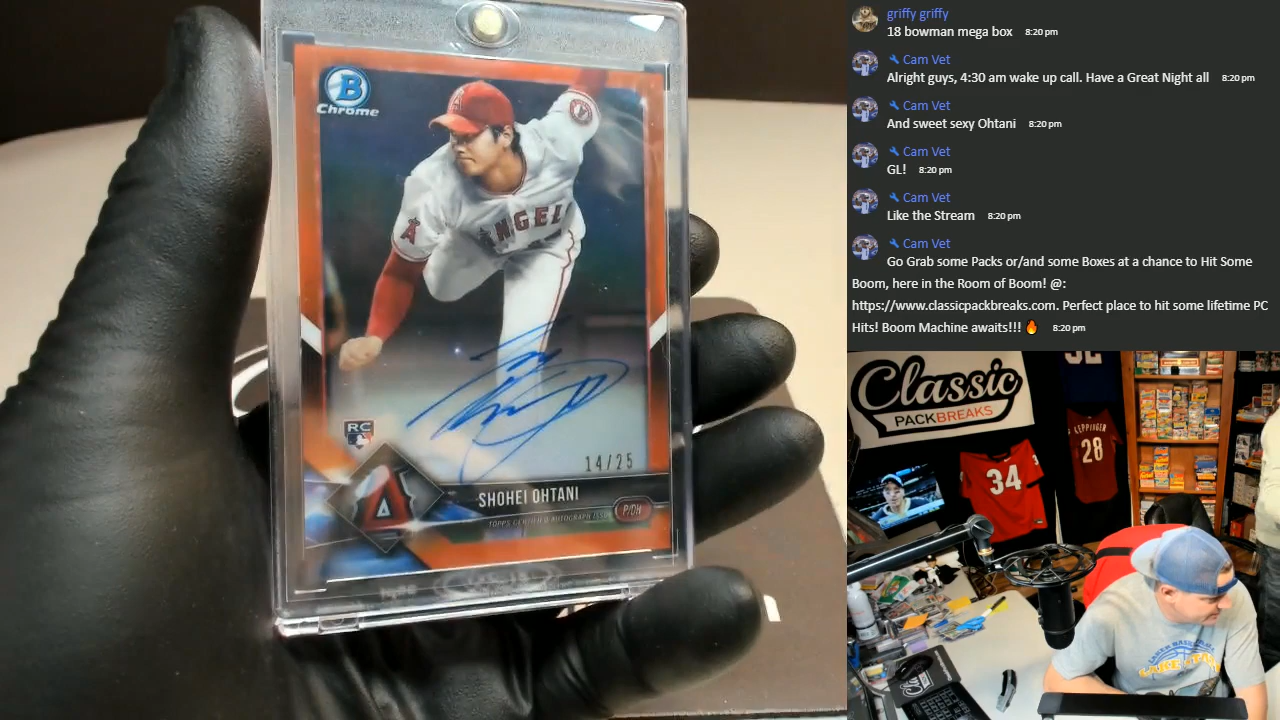 B
Chrome
A
ANGEL
RC
14/25
SHOHEI OHTANI
TOPPS CERTIFIED AUTOGRAPH ISSUE
P/DH
griffy griffy
18 bowman mega box 8:20 pm
Cam Vet
Alright guys, 4:30 am wake up call. Have a Great Night all 8:20 pm
Cam Vet
And sweet sexy Ohtani 8:20 pm
Cam Vet
GL! 8:20 pm
Cam Vet
Like the Stream 8:20 pm
Cam Vet
Go Grab some Packs or/and some Boxes at a chance to Hit Some
Boom, here in the Room of Boom! @:
https://www.classicpackbreaks.com. Perfect place to hit some lifetime PC
Hits! Boom Machine awaits!!! 🔥 8:20 pm
Classic
PACKBREAKS
34
LEPPINGER
28